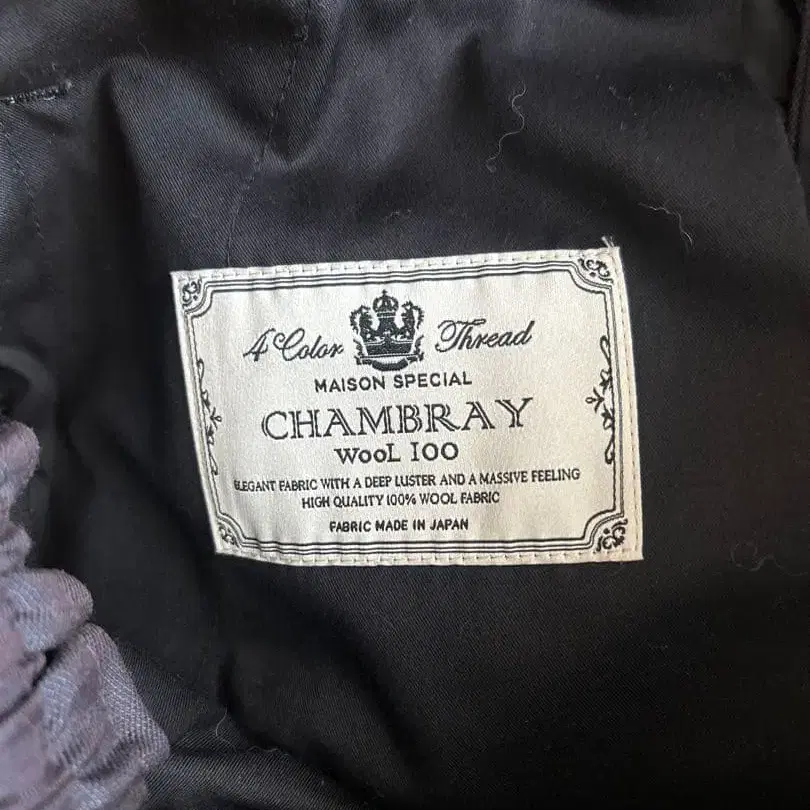 4 Color Thread
MAISON SPECIAL
CHAMBRAY
WOOL 100
ELEGANT FABRIC WITH A DEEP LUSTER AND A MASSIVE FEELING
HIGH QUALITY 100% WOOL FABRIC
FABRIC MADE IN JAPAN